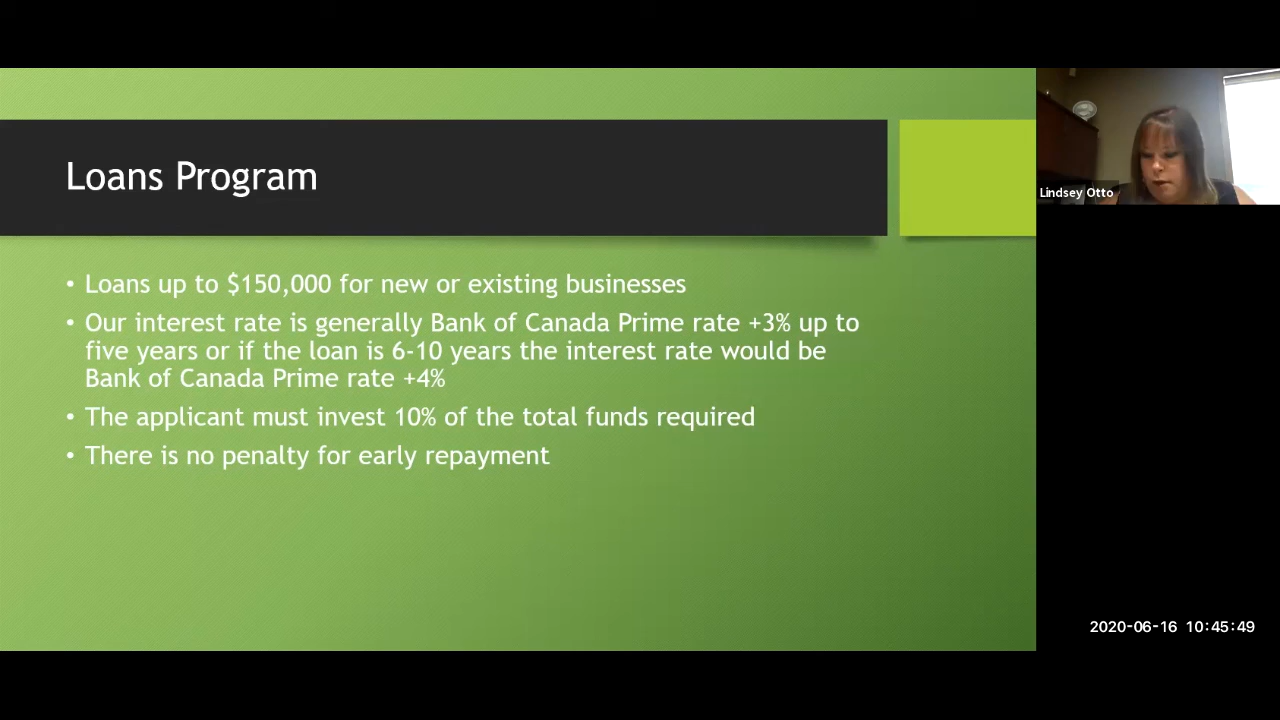 Loans Program
• Loans up to $150,000 for new or existing businesses
• Our interest rate is generally Bank of Canada Prime rate +3% up to
five years or if the loan is 6-10 years the interest rate would be
Bank of Canada Prime rate +4%
• The applicant must invest 10% of the total funds required
• There is no penalty for early repayment
Lindsey Otto
2020-06-16 10:45:49